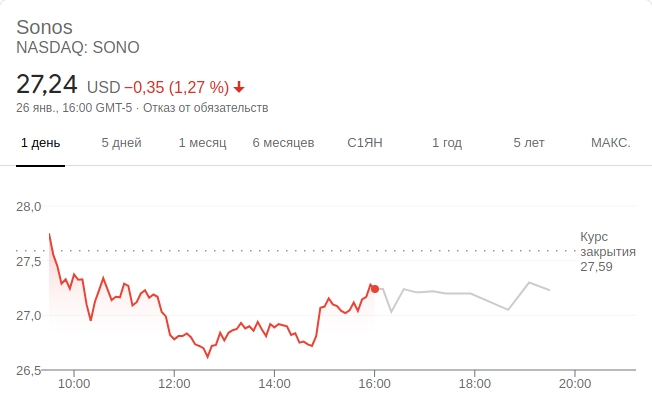 Sonos
NASDAQ: SONO
27,24 USD −0,35 (1,27 %)
26 янв., 16:00 GMT-5 · Отказ от обязательств
1 день 5 дней 1 месяц 6 месяцев С1ЯН 1 год 5 лет МАКС.
28,0
Курс
закрытия
27,59
27,5
27,0
26,5
10:00 12:00 14:00 16:00 18:00 20:00